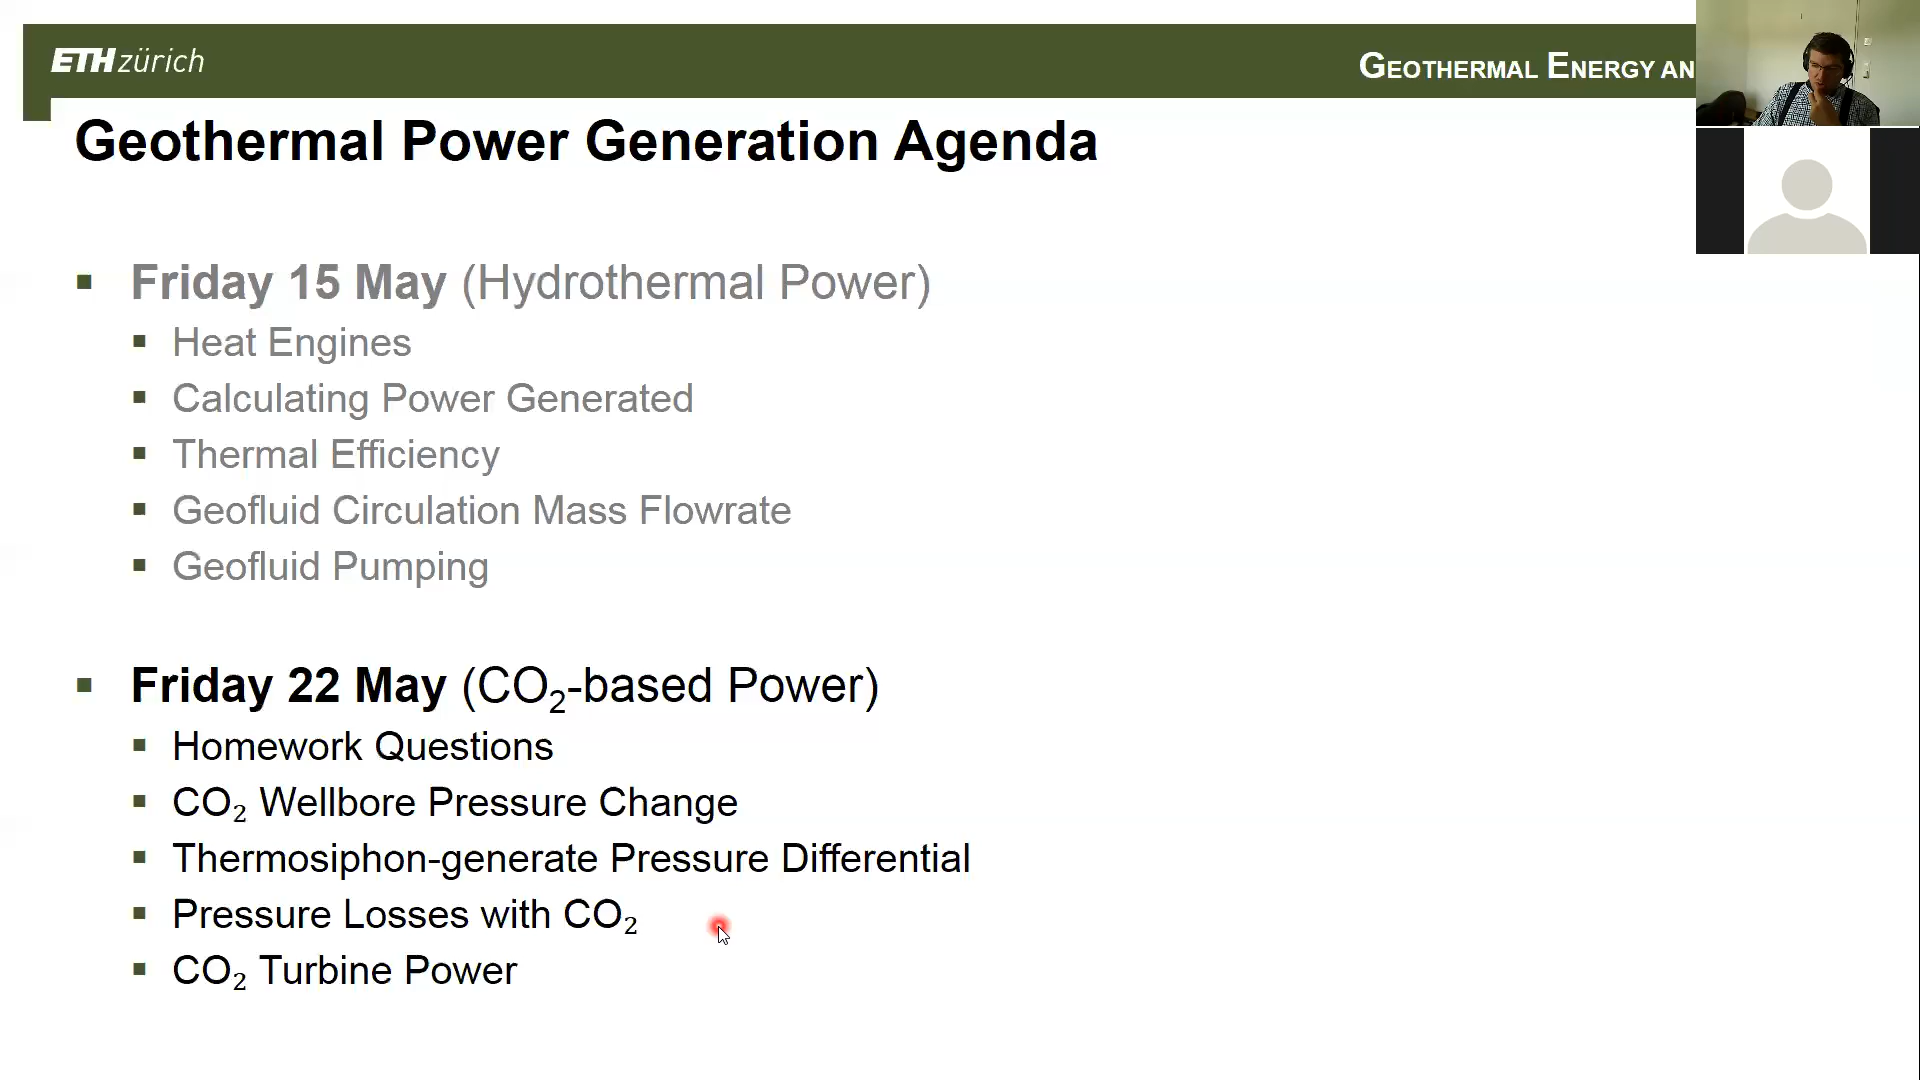 ETH zürich
GEOTHERMAL ENERGY AN
Geothermal Power Generation Agenda
Friday 15 May (Hydrothermal Power)
Heat Engines
Calculating Power Generated
Thermal Efficiency
Geofluid Circulation Mass Flowrate
Geofluid Pumping
Friday 22 May (CO₂-based Power)
Homework Questions
CO₂ Wellbore Pressure Change
Thermosiphon-generate Pressure Differential
Pressure Losses with CO₂
CO₂ Turbine Power